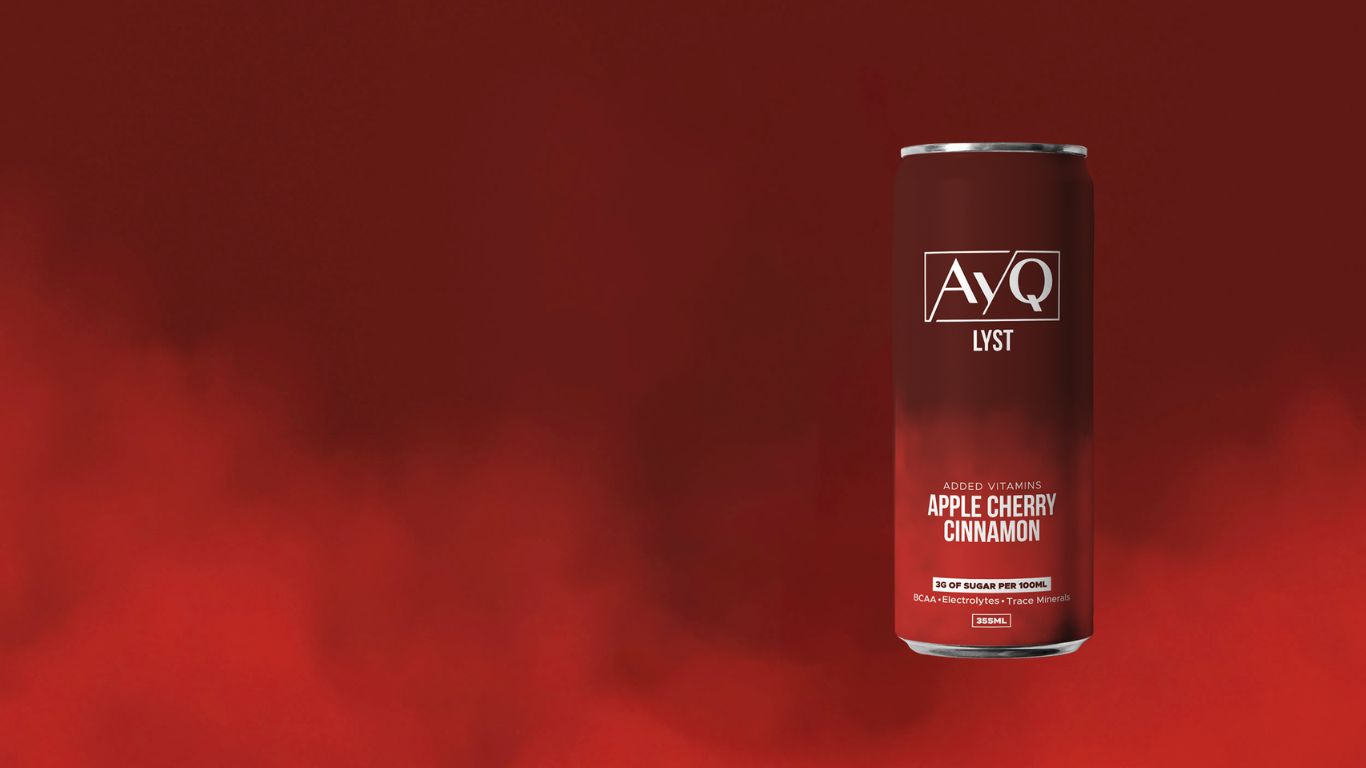 AyQ
LYST
ADDED VITAMINS
APPLE CHERRY
CINNAMON
3G OF SUGAR PER 100ML
BCAA • Electrolytes • Trace Minerals
355ML